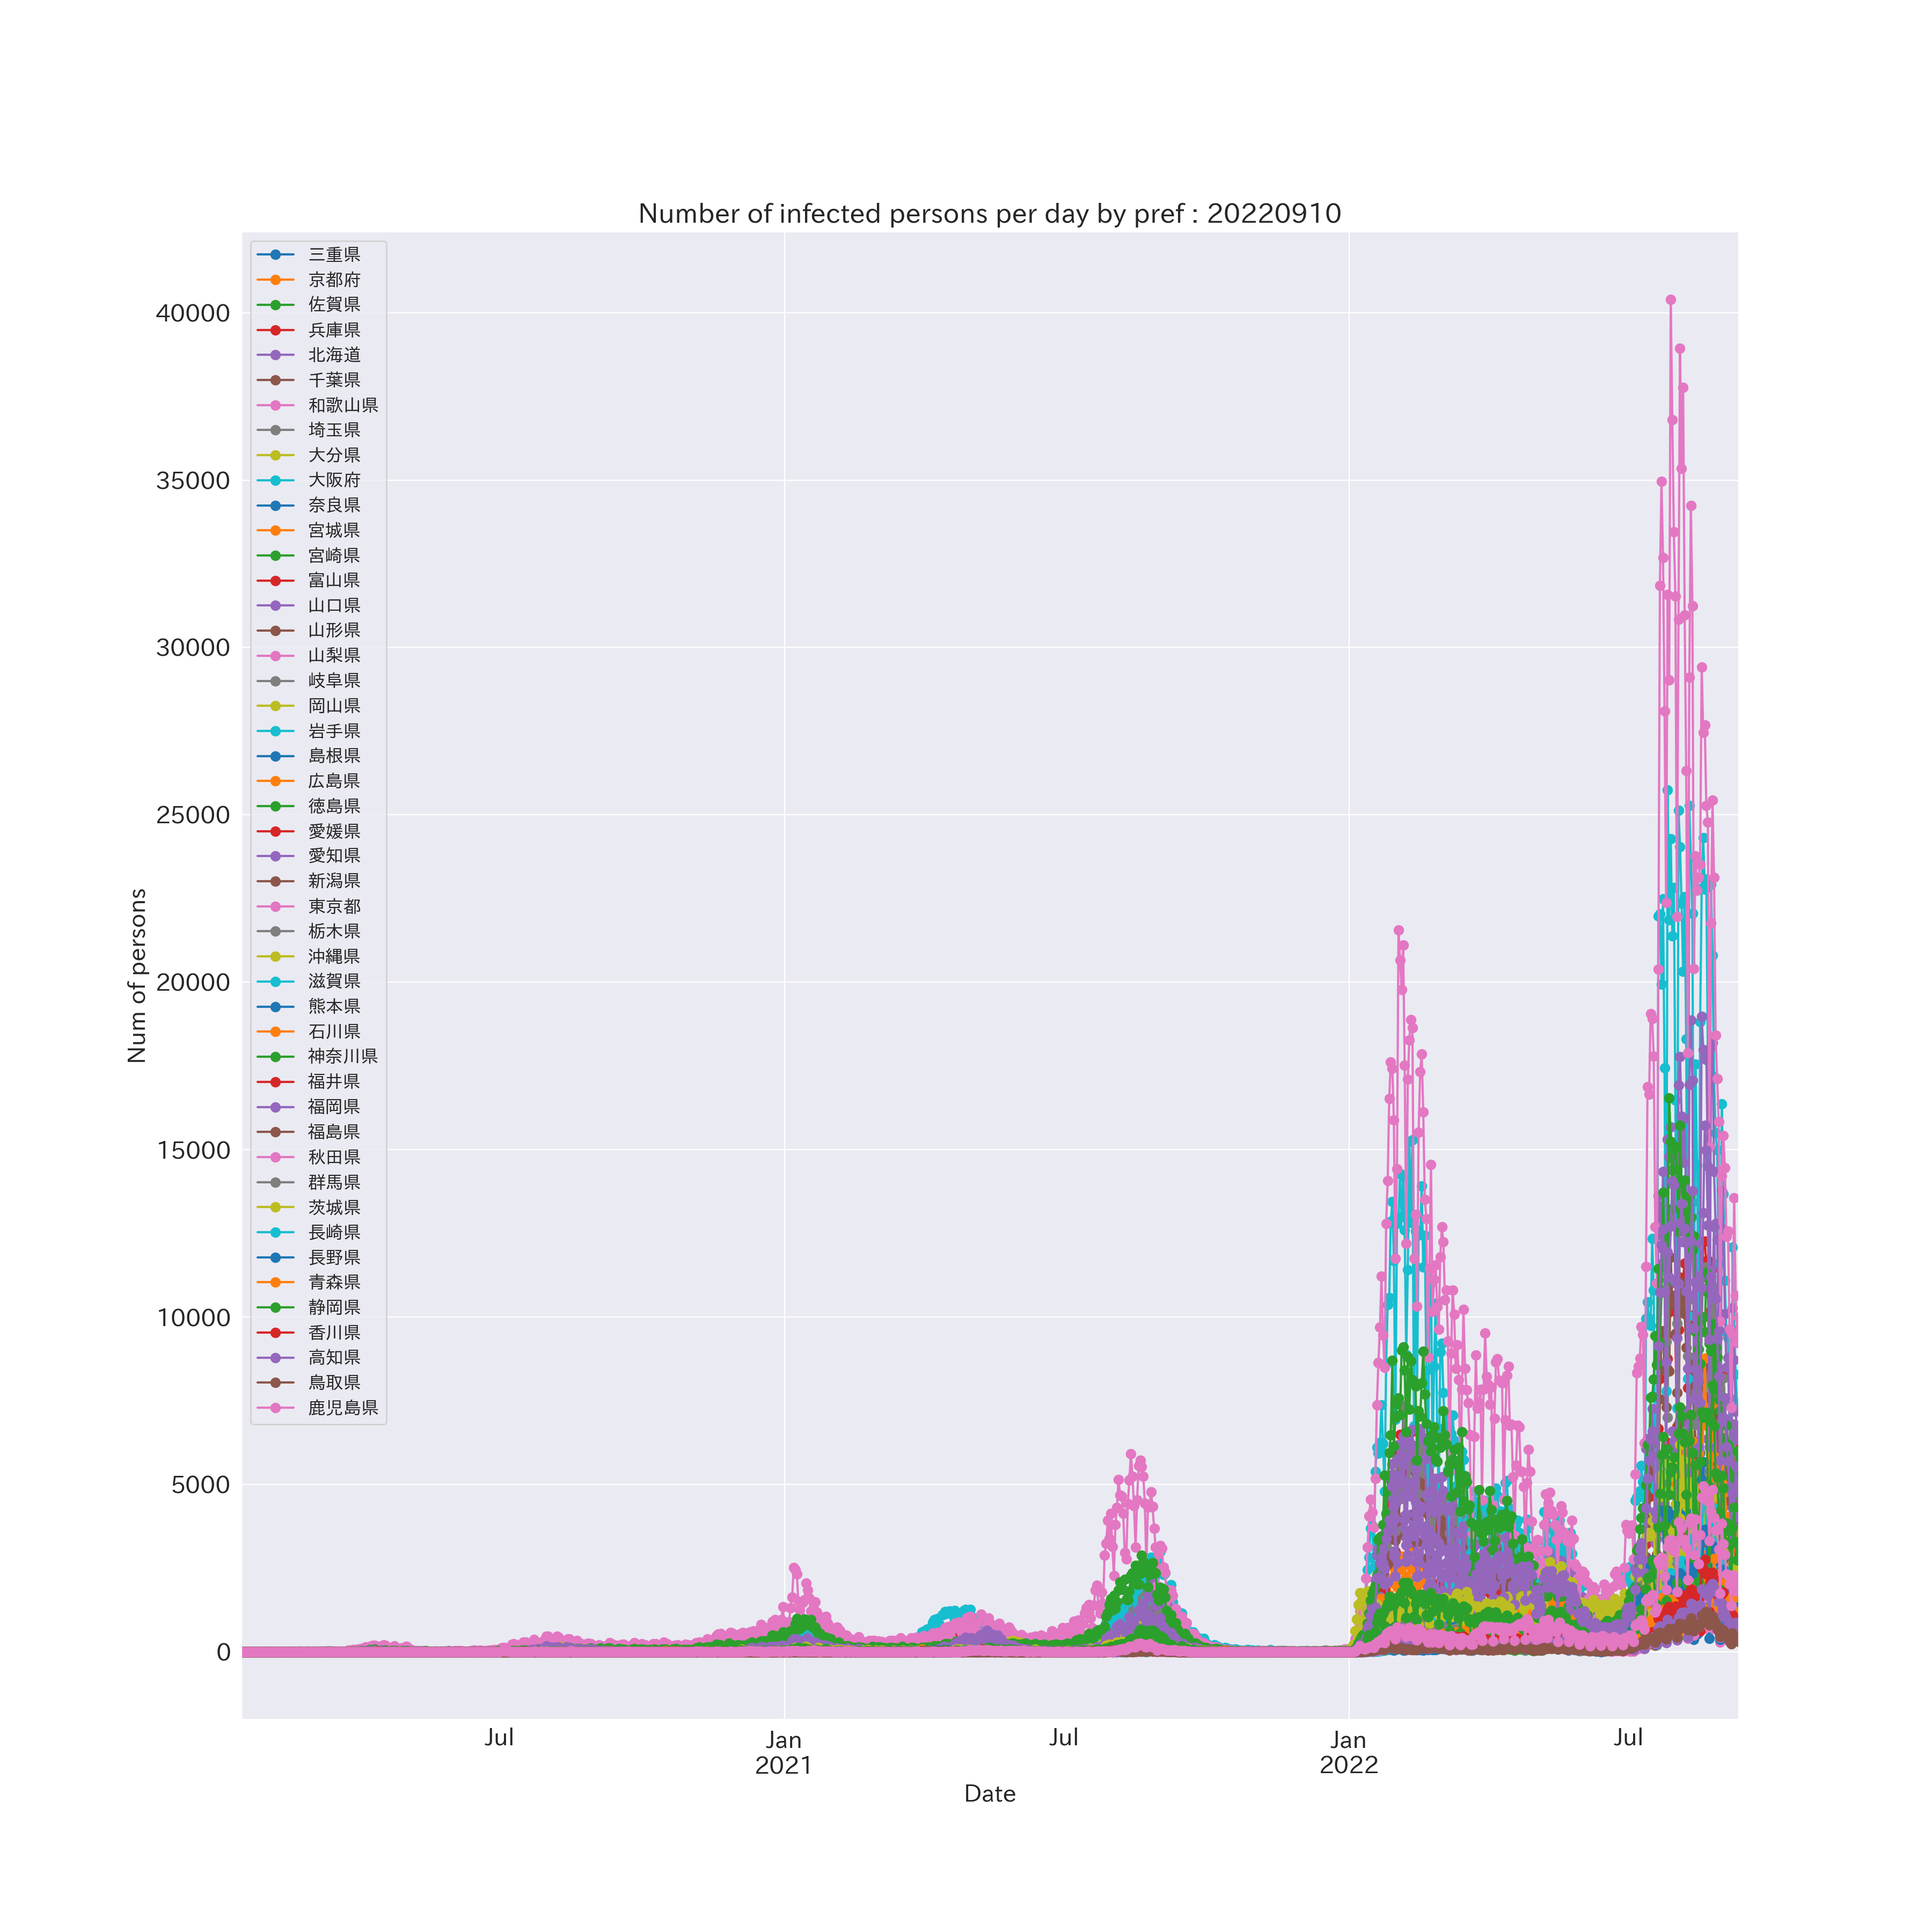 Number of infected persons per day by pref : 20220910
三重県
京都府
佐賀県
兵庫県
北海道
千葉県
和歌山県
埼玉県
大分県
大阪府
奈良県
宮城県
宮崎県
富山県
山口県
山形県
山梨県
岐阜県
岡山県
岩手県
島根県
広島県
徳島県
愛媛県
愛知県
新潟県
東京都
栃木県
沖縄県
滋賀県
熊本県
石川県
神奈川県
福井県
福岡県
福島県
秋田県
群馬県
茨城県
長崎県
長野県
青森県
静岡県
香川県
高知県
鳥取県
鹿児島県
40000
35000
30000
25000
20000
15000
10000
5000
0
Num of persons
Jul
Jan
2021
Jul
Jan
2022
Jul
Date